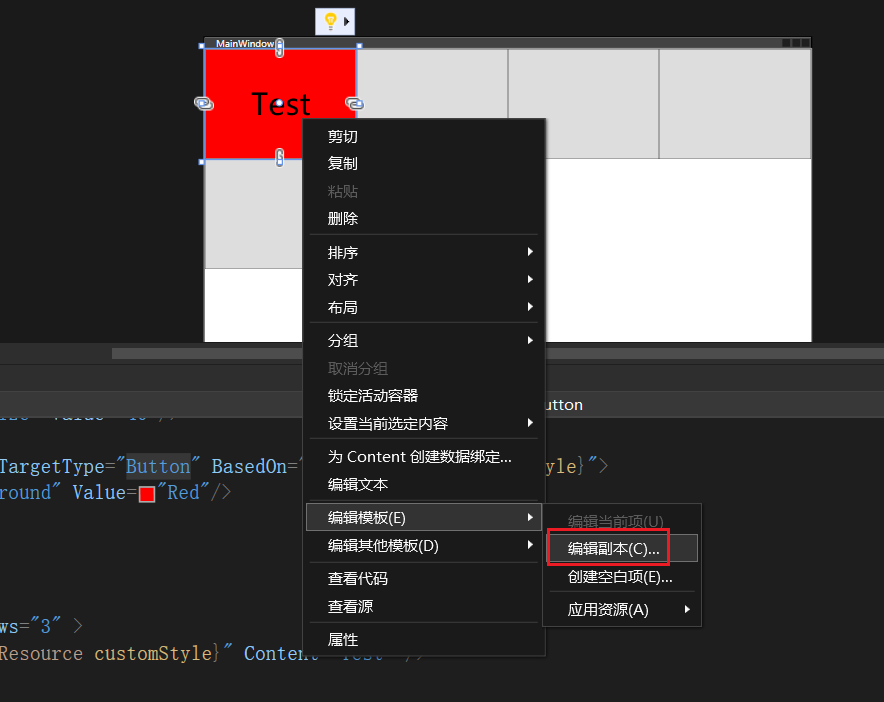 MainWindow
Test
剪切
复制
粘贴
删除
排序
对齐
布局
分组
取消分组
锁定活动容器
设置当前选定内容
为 Content 创建数据绑定...
编辑文本
编辑模板(E)
编辑其他模板(D)
查看代码
查看源
属性
编辑当前项(U)
编辑副本(C)...
创建空白项(E)...
应用资源(A)
utton
TargetType="Button" BasedOn="
yle}">
round" Value="Red"/>
ws="3" >
Resource customStyle}" Content